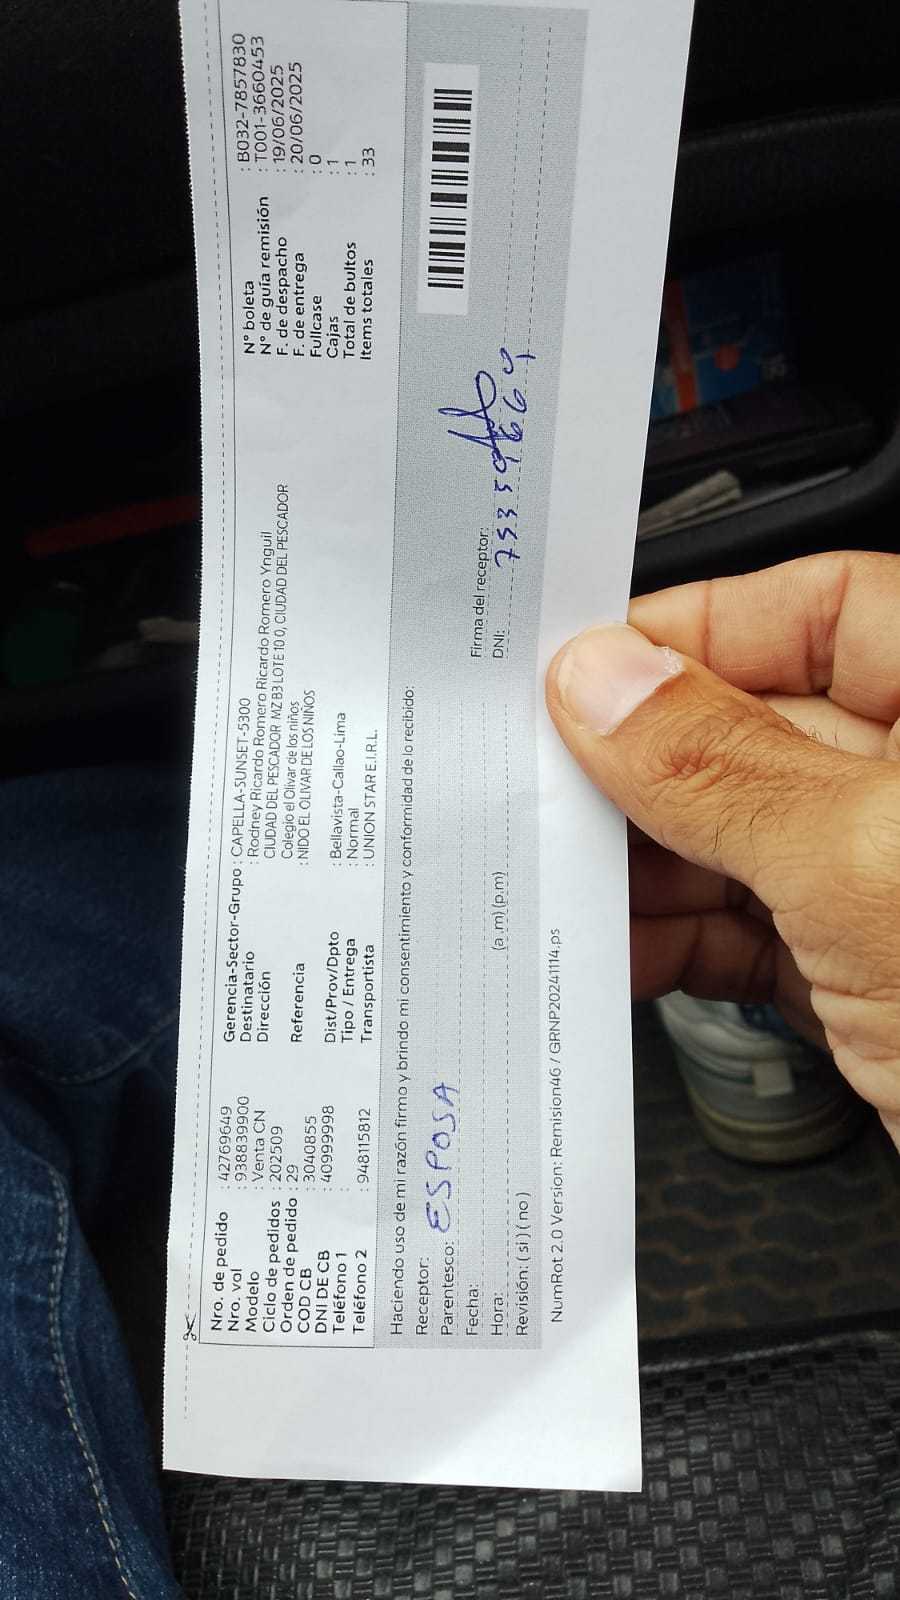 Nro. de pedido : 42769649
Nro. vol : 938839900
Modelo : Venta CN
Ciclo de pedidos : 202509
Orden de pedido : 29
COD CB : 3040855
DNI DE CB : 40999998
Teléfono 1 :
Teléfono 2 : 948115812
Gerencia-Sector-Grupo : CAPELLA-SUNSET-5300
Destinatario : Rodney Ricardo Romero Ricardo Romero Ynguil
Dirección CIUDAD DEL PESCADOR MZ B3 LOTE 10 0, CIUDAD DEL PESCADOR
Colegio el Olivar de los niños
Referencia : NIDO EL OLIVAR DE LOS NIÑOS
Dist/Prov/Dpto : Bellavista-Callao-Lima
Tipo / Entrega : Normal
Transportista : UNION STAR E.I.R.L.
N° boleta : B032-7857830
N° de guía remisión : T001-3660453
F. de despacho : 19/06/2025
F. de entrega : 20/06/2025
Fullcase : 0
Cajas : 1
Total de bultos : 1
Items totales : 33
Haciendo uso de mi razón firmo y brindo mi consentimiento y conformidad de lo recibido:
Receptor:
Parentesco: ESPOSA
Fecha:
Hora: (a.m) (p.m)
Revisión: ( si ) ( no )
Firma del receptor:
DNI:
NumRot 2.0 Version: Remision46 / GRNP20241114.ps